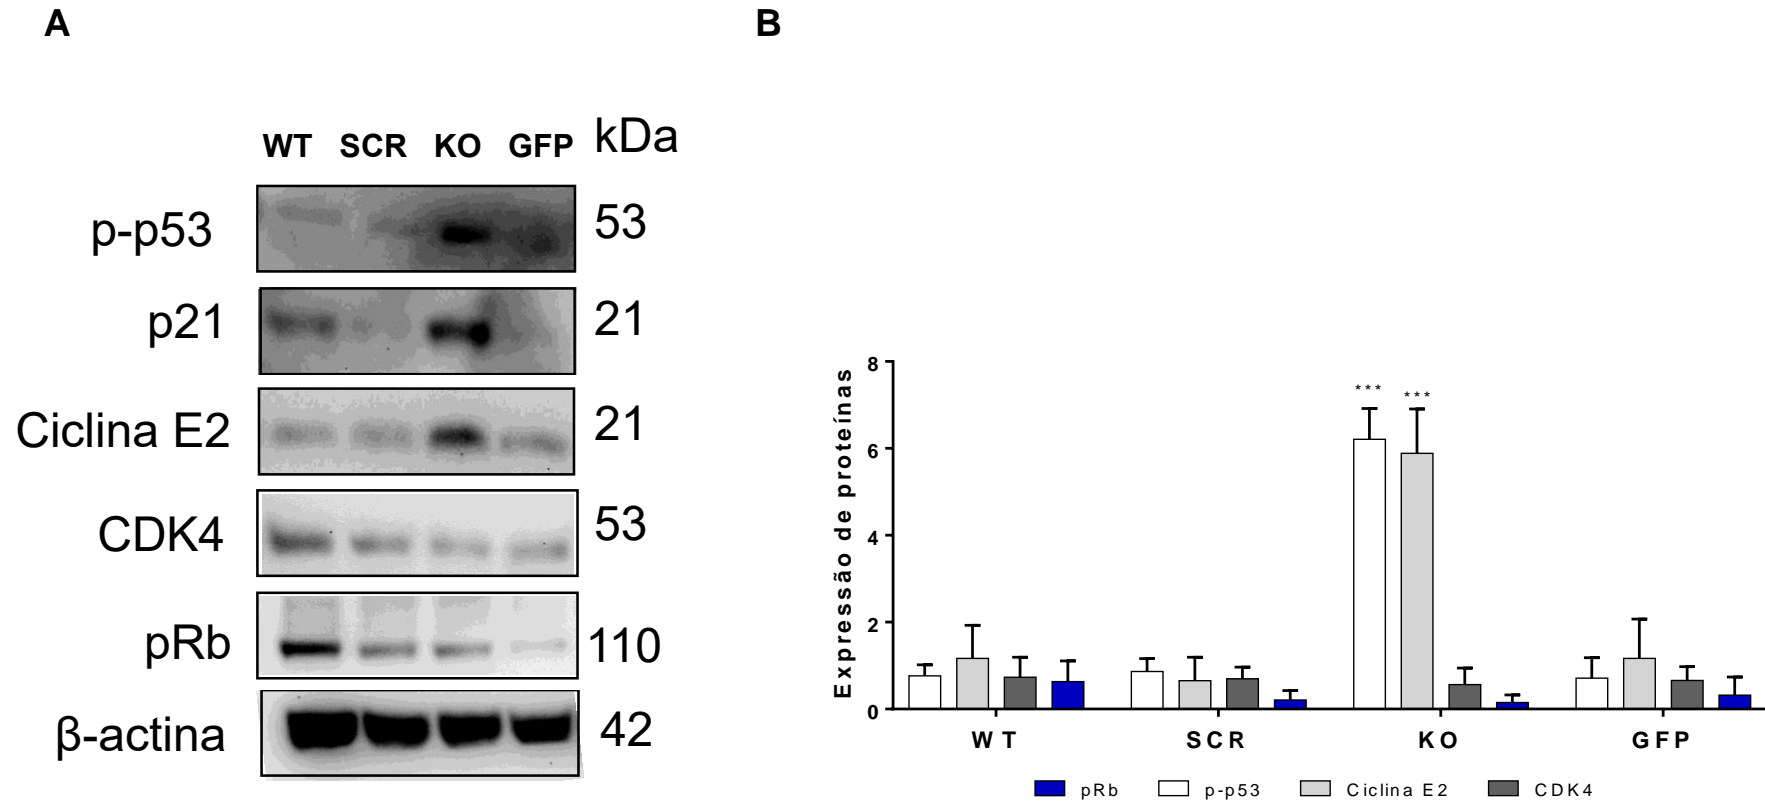 A
B
WT SCR KO GFP kDa
p-p53 53
p21 21
Ciclina E2 21
CDK4 53
pRb 110
β-actina 42
Expressão de proteínas
8
6
4
2
0
*** ***
WT SCR KO GFP
pRb p-p53 Ciclina E2 CDK4